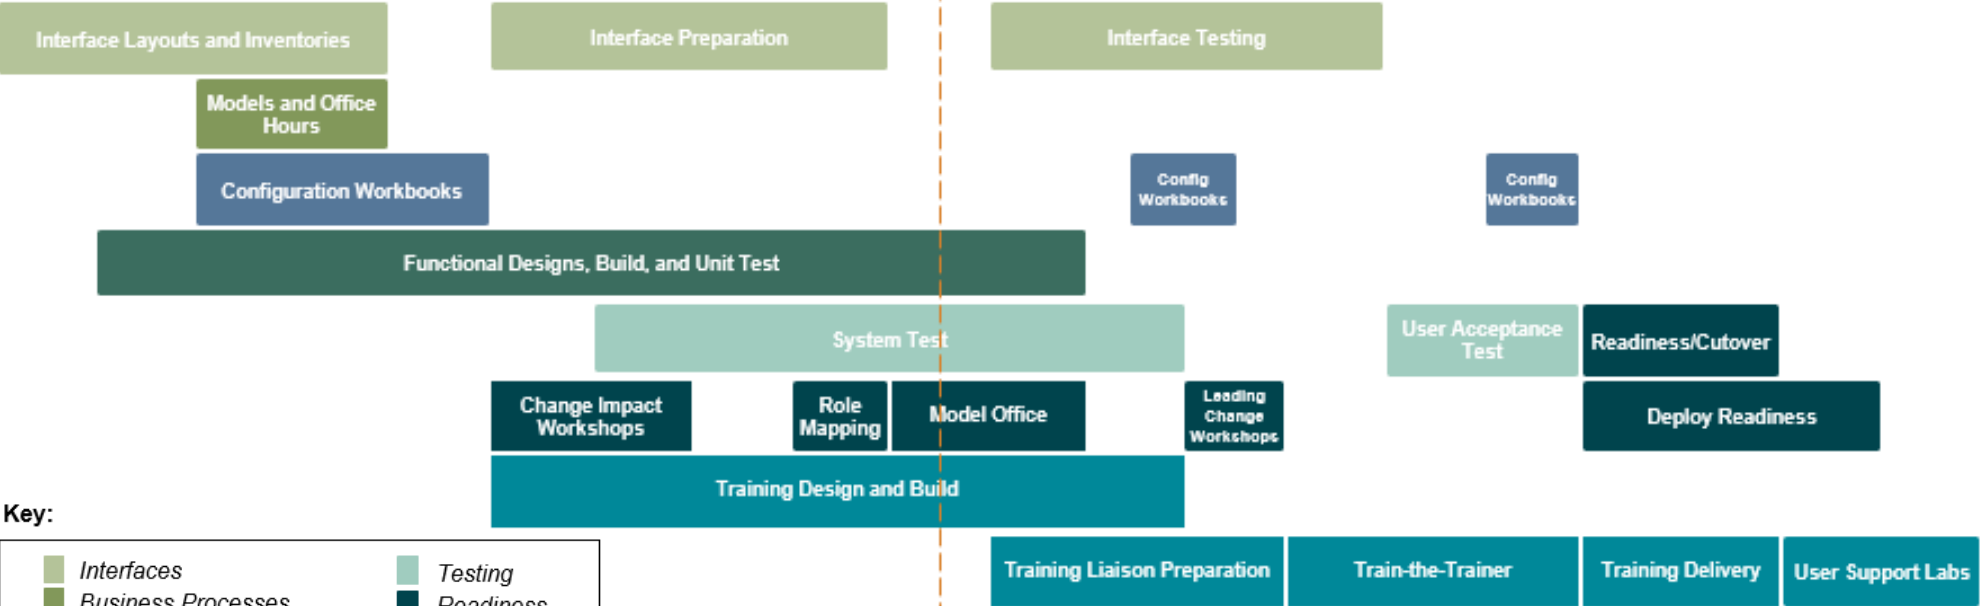 Interface Layouts and Inventories
Interface Preparation
Interface Testing
Models and Office
Hours
Configuration Workbooks
Config
Workbooks
Config
Workbooks
Functional Designs, Build, and Unit Test
System Test
User Acceptance
Test
Readiness/Cutover
Change Impact
Workshops
Role
Mapping
Model Office
Leading
Change
Workshops
Deploy Readiness
Training Design and Build
Key:
Training Liaison Preparation
Train-the-Trainer
Training Delivery
User Support Labs
Interfaces
Testing
Business Processes
Readiness